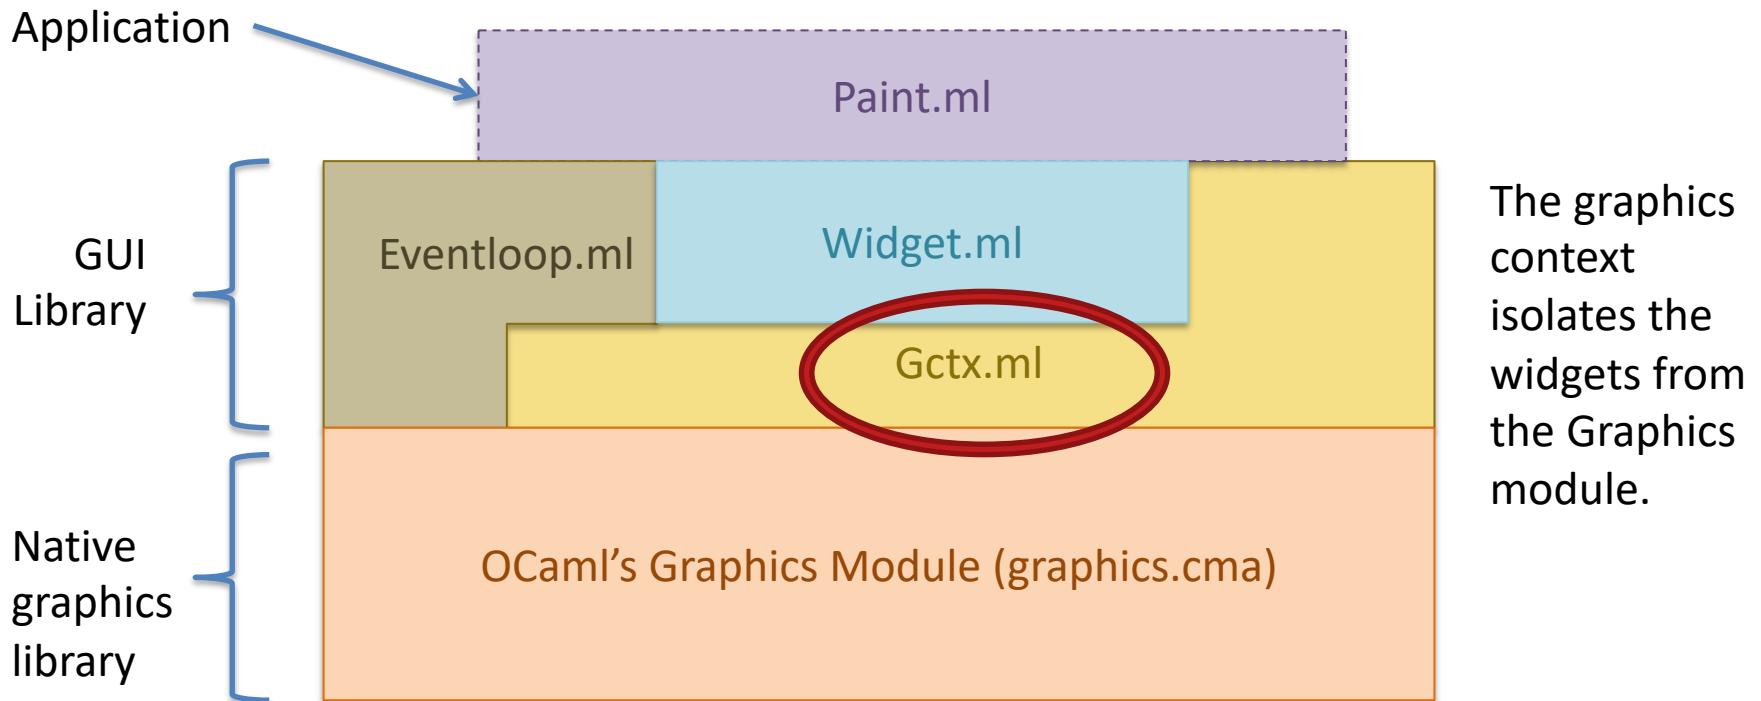 Application
Paint.ml
GUI
Library
Eventloop.ml
Widget.ml
Gctx.ml
The graphics
context
isolates the
widgets from
the Graphics
module.
Native
graphics
library
OCaml’s Graphics Module (graphics.cma)